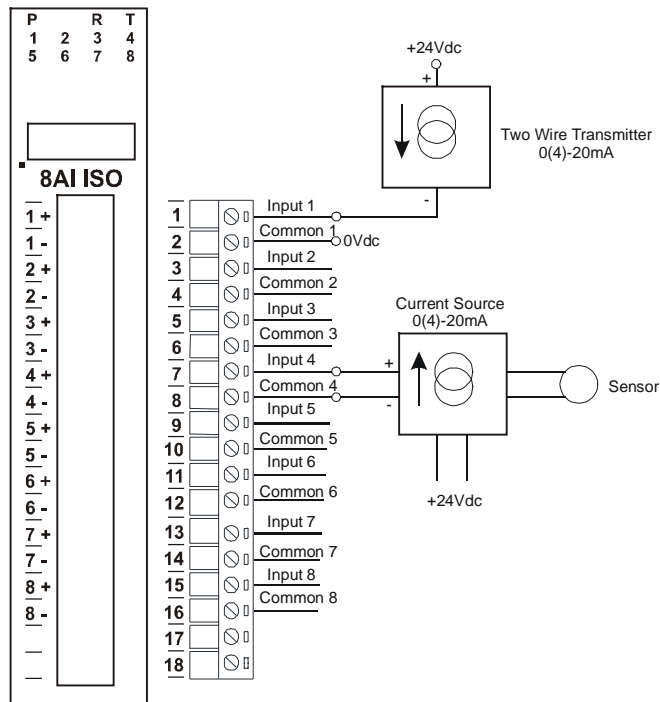 P R T
1 2 3 4
5 6 7 8
8AI ISO
1 +
1 -
2 +
2 -
3 +
3 -
4 +
4 -
5 +
5 -
6 +
6 -
7 +
7 -
8 +
8 -
1 Input 1
2 Common 1
0Vdc
3 Input 2
4 Common 2
5 Input 3
6 Common 3
7 Input 4
8 Common 4
9 Input 5
10 Common 5
11 Input 6
12 Common 6
13 Input 7
14 Common 7
15 Input 8
16 Common 8
17
18
+24Vdc
+
-
Two Wire Transmitter
0(4)-20mA
Current Source
0(4)-20mA
+
-
Sensor
+24Vdc